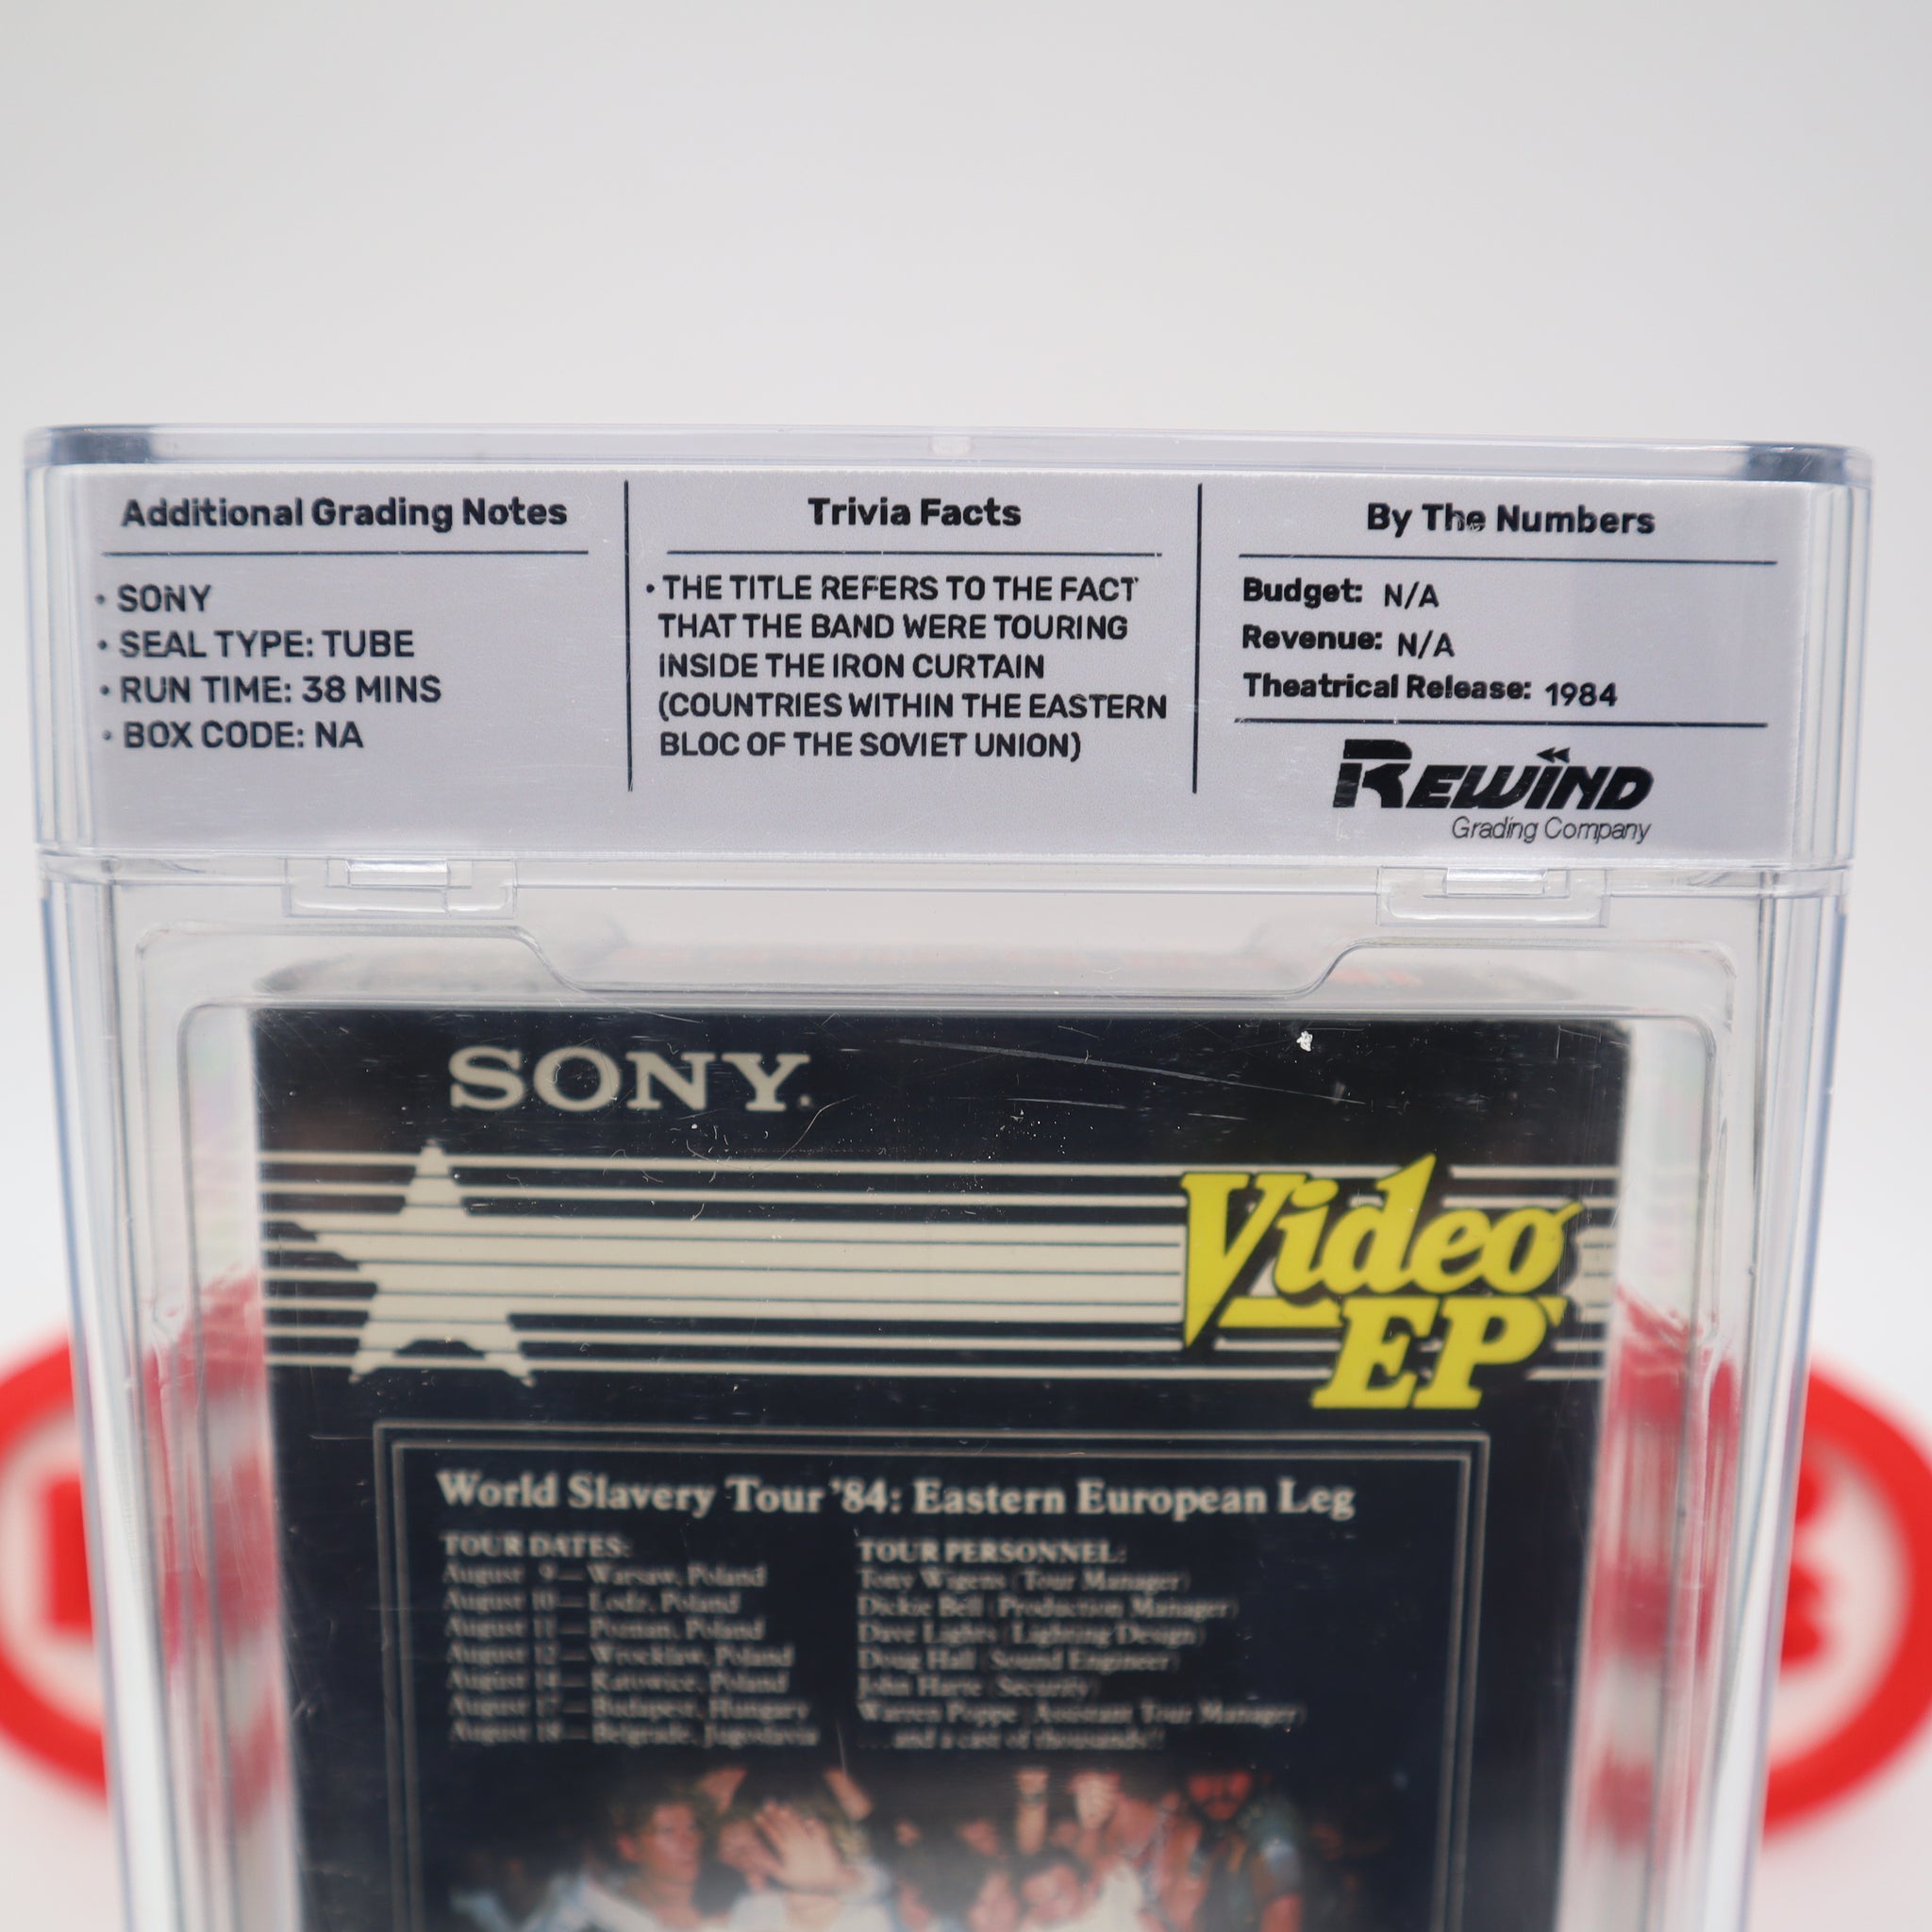 Additional Grading Notes
• SONY
• SEAL TYPE: TUBE
• RUN TIME: 38 MINS
• BOX CODE: NA
Trivia Facts
• THE TITLE REFERS TO THE FACT
THAT THE BAND WERE TOURING
INSIDE THE IRON CURTAIN
(COUNTRIES WITHIN THE EASTERN
BLOC OF THE SOVIET UNION)
By The Numbers
Budget: N/A
Revenue: N/A
Theatrical Release: 1984
REWIND
Grading Company
SONY.
Video
EP
World Slavery Tour '84: Eastern European Leg
TOUR DATES:
August 9—Warsaw, Poland
August 10—Lodz, Poland
August 11—Poznan, Poland
August 12—Wrocklaw, Poland
August 14—Katowice, Poland
August 17—Budapest, Hungary
August 18—Belgrade, Jugoslavia
TOUR PERSONNEL:
Tony Wigens (Tour Manager)
Dickie Bell (Production Manager)
Dave Lights (Lighting Design)
Doug Hall (Sound Engineer)
John Harte (Security)
Warren Poppe (Assistant Tour Manager)
...and a cast of thousands!!